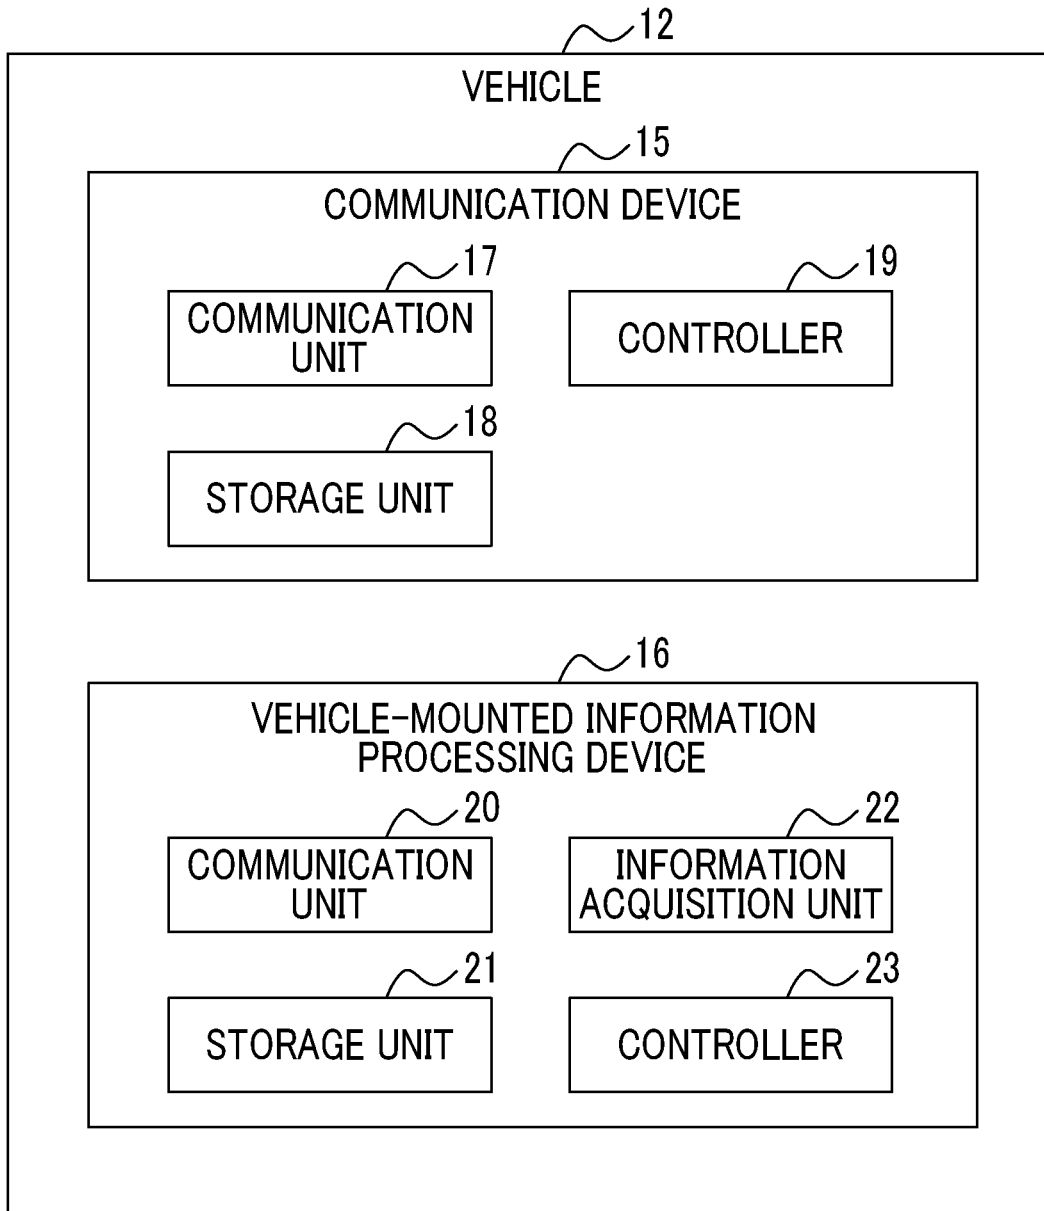 12
VEHICLE
15
COMMUNICATION DEVICE
17
COMMUNICATION
UNIT
19
CONTROLLER
18
STORAGE UNIT
16
VEHICLE-MOUNTED INFORMATION
PROCESSING DEVICE
20
COMMUNICATION
UNIT
22
INFORMATION
ACQUISITION UNIT
21
STORAGE UNIT
23
CONTROLLER